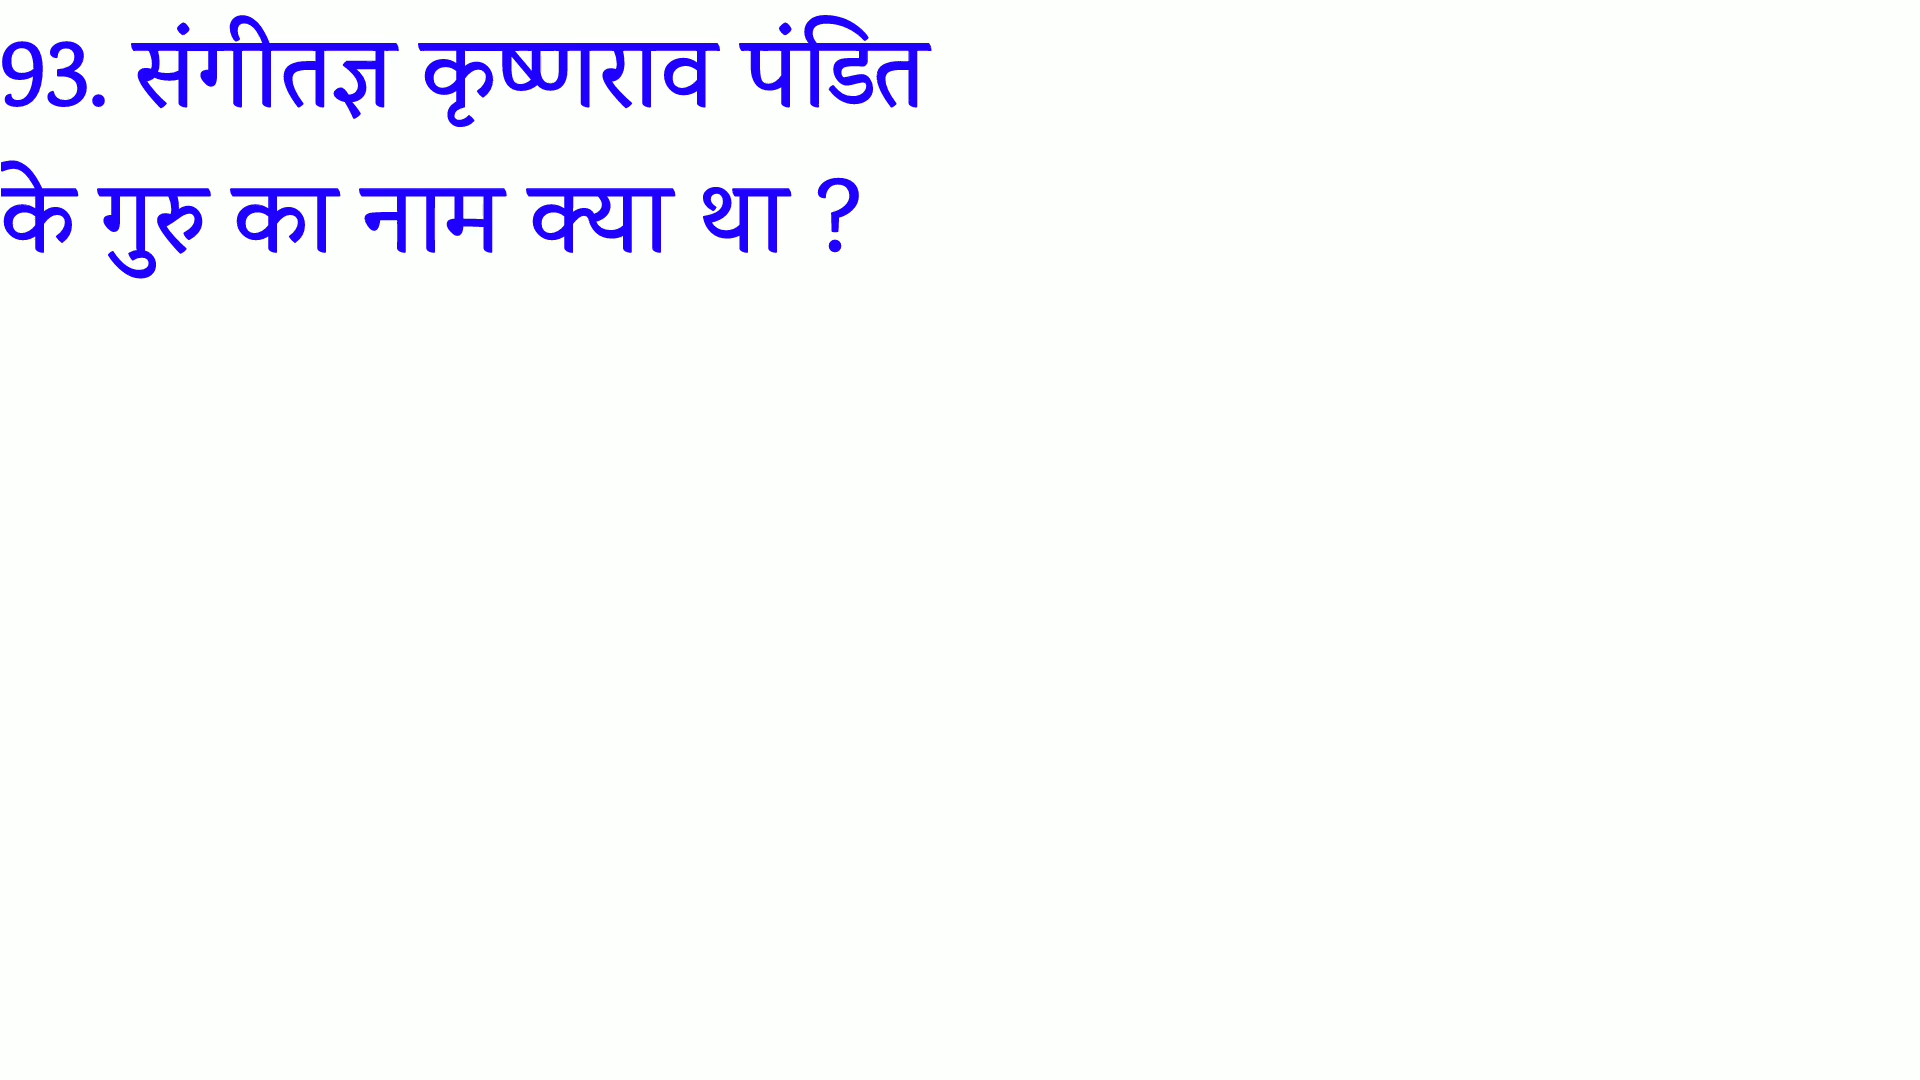 93. संगीतज्ञ कृष्णराव पंडित
के गुरु का नाम क्या था ?